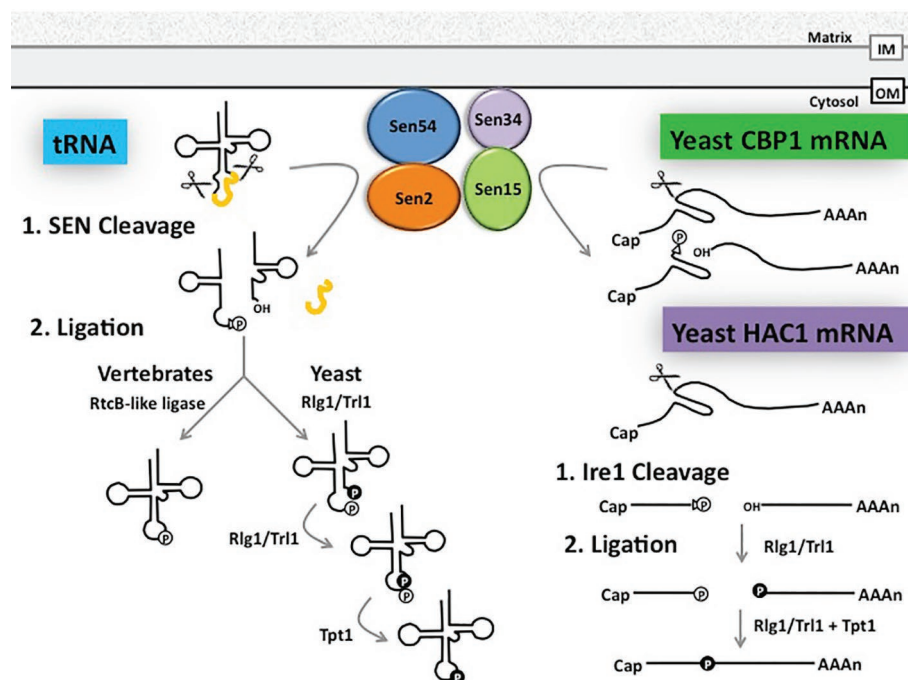 Matrix
IM
OM
Cytosol
tRNA
Sen54
Sen34
Sen2
Sen15
1. SEN Cleavage
OH
P
2. Ligation
Vertebrates
RtcB-like ligase
P
Yeast
Rlg1/Trl1
P
P
Rlg1/Trl1
P
P
Tpt1
P
Yeast CBP1 mRNA
Cap
AAAn
P
OH
Cap
AAAn
Yeast HAC1 mRNA
Cap
AAAn
1. Ire1 Cleavage
Cap P OH AAAn
2. Ligation
Rlg1/Trl1
Cap P P AAAn
Rlg1/Trl1 + Tpt1
Cap P AAAn